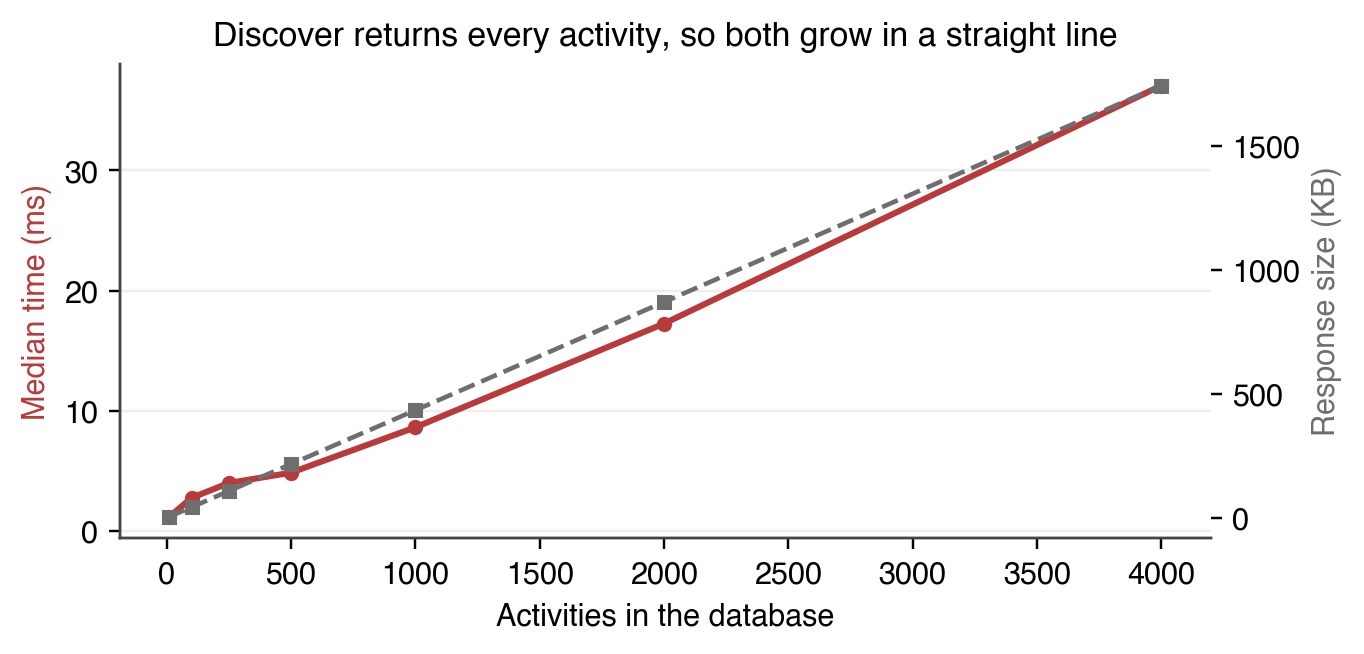 Discover returns every activity, so both grow in a straight line
Median time (ms)
30
20
10
0
1500
1000
500
0
Response size (KB)
0 500 1000 1500 2000 2500 3000 3500 4000
Activities in the database